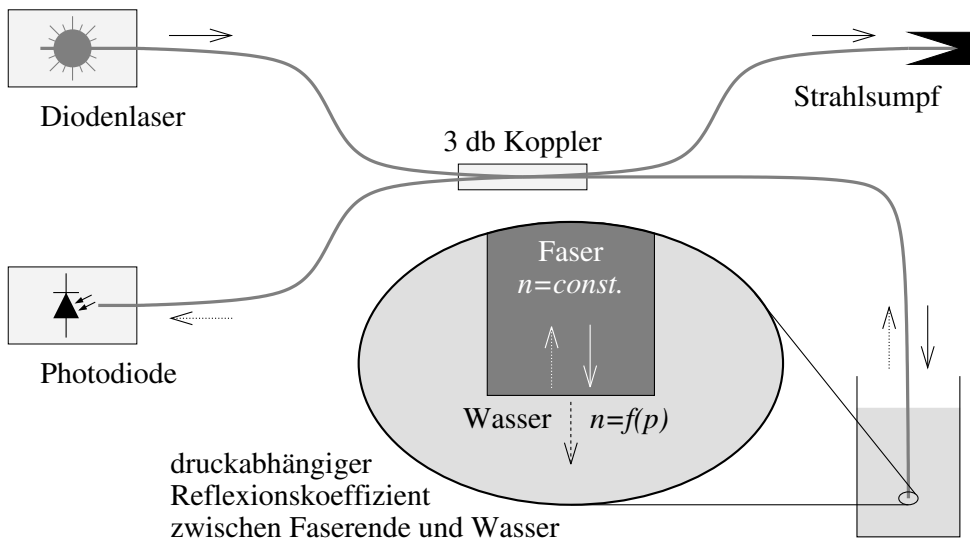 Diodenlaser
Strahlsumpf
3 db Koppler
Faser
n=const.
Photodiode
Wasser n=f(p)
druckabhängiger
Reflexionskoeffizient
zwischen Faserende und Wasser